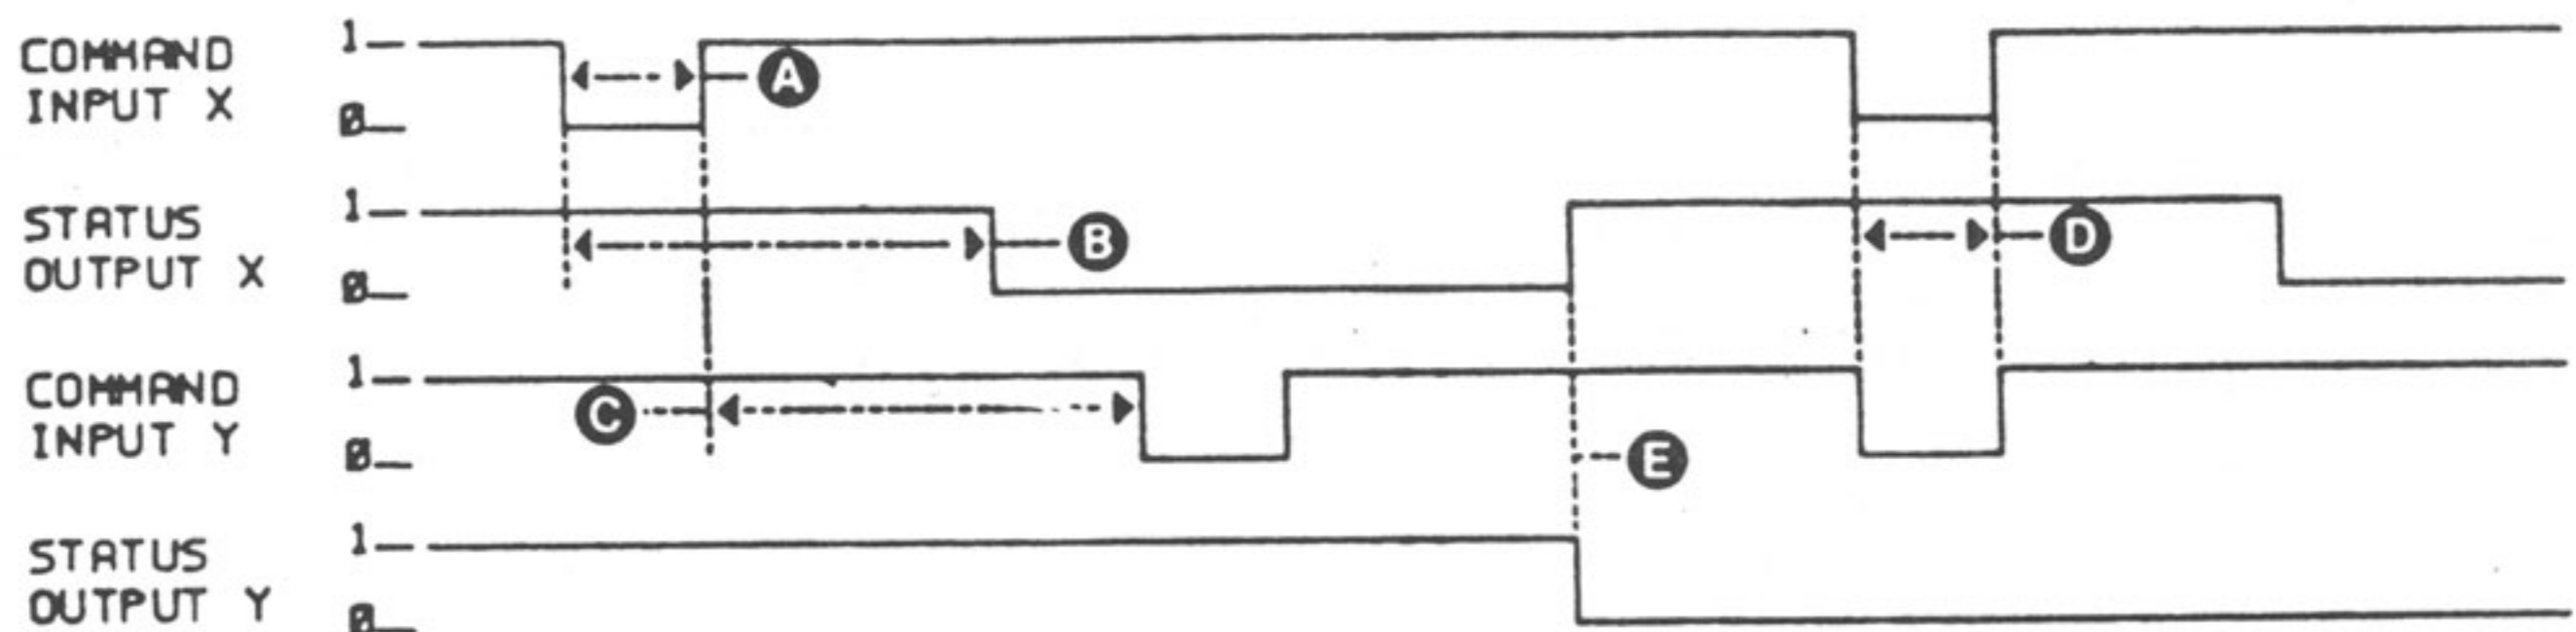 COMMAND
INPUT X
1
0
A
STATUS
OUTPUT X
1
0
B
D
COMMAND
INPUT Y
1
0
C
E
STATUS
OUTPUT Y
1
0